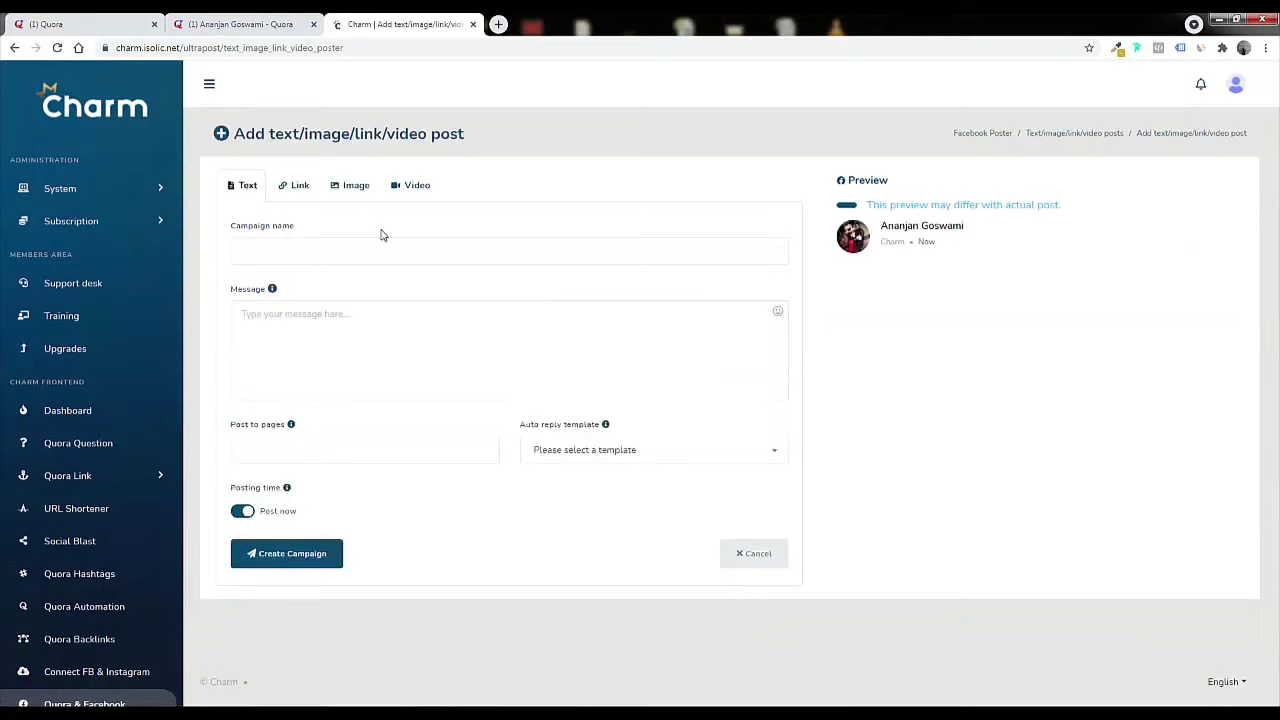 (1) Quora
(1) Ananjan Goswami - Quora
Charm | Add text/image/link/vide
charm.isolic.net/ultrapost/text_image_link_video_poster
Charm
ADMINISTRATION
System
Subscription
MEMBERS AREA
Support desk
Training
Upgrades
CHARM FRONTEND
Dashboard
Quora Question
Quora Link
URL Shortener
Social Blast
Quora Hashtags
Quora Automation
Quora Backlinks
Connect FB & Instagram
Quora & Facebook
Add text/image/link/video post
Facebook Poster / Text/image/link/video posts / Add text/image/link/video post
Text Link Image Video
Campaign name
Message
Type your message here...
Post to pages
Auto reply template
Please select a template
Posting time
Post now
Create Campaign
Cancel
Preview
This preview may differ with actual post.
Ananjan Goswami
Charm • Now
© Charm •
English